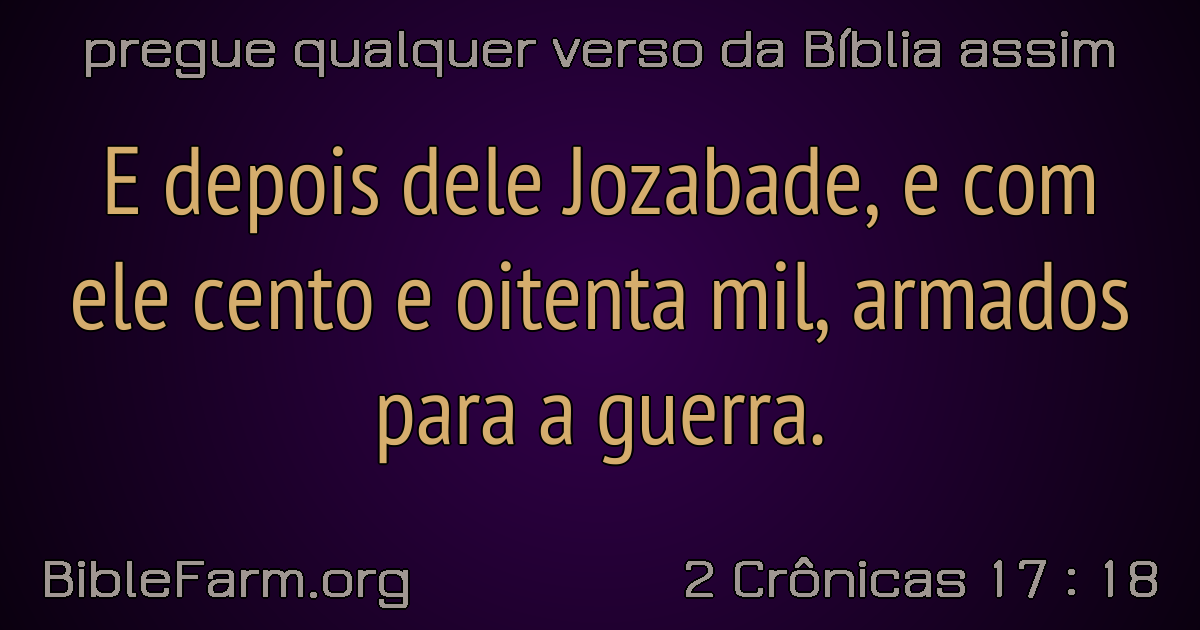 pregue qualquer verso da Bíblia assim
E depois dele Jozabade, e com
ele cento e oitenta mil, armados
para a guerra.
BibleFarm.org
2 Crônicas 17 : 18